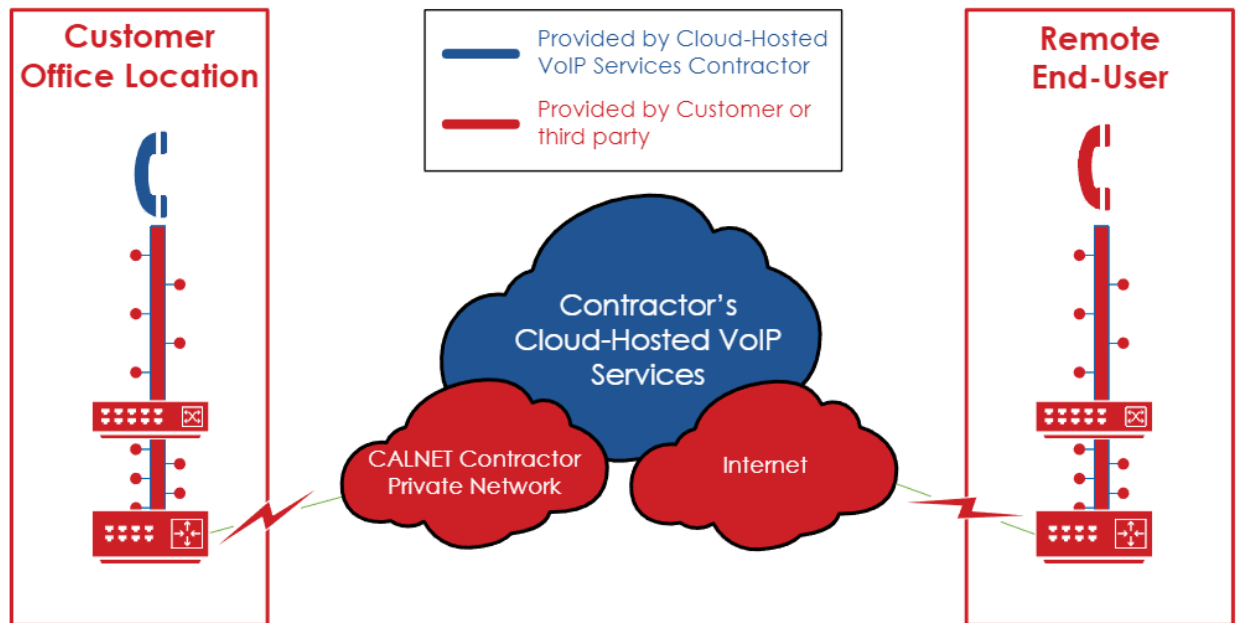 Customer
Office Location
Provided by Cloud-Hosted
VoIP Services Contractor
Provided by Customer or
third party
Remote
End-User
Contractor's
Cloud-Hosted VoIP
Services
CALNET Contractor
Private Network
Internet